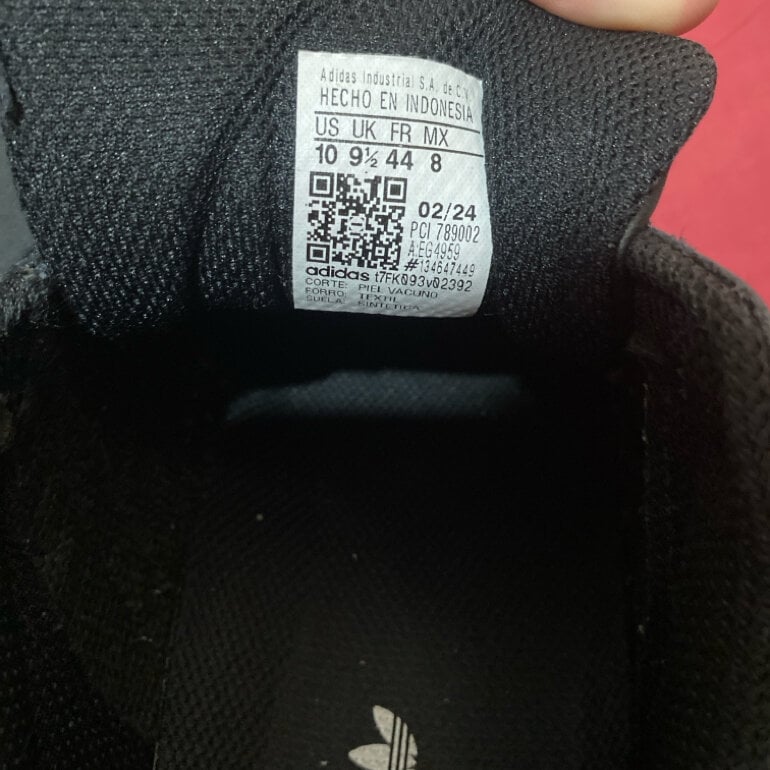 Adidas Industrial S.A. de C.V.
HECHO EN INDONESIA
US UK FR MX
10 9½ 44 8
02/24
PCI 789002
A:EG4959
#134647449
adidas t7FK093v02392
CORTE: PIEL VACUNO
FORRO: TEXTIL
SUELA: SINTETICA